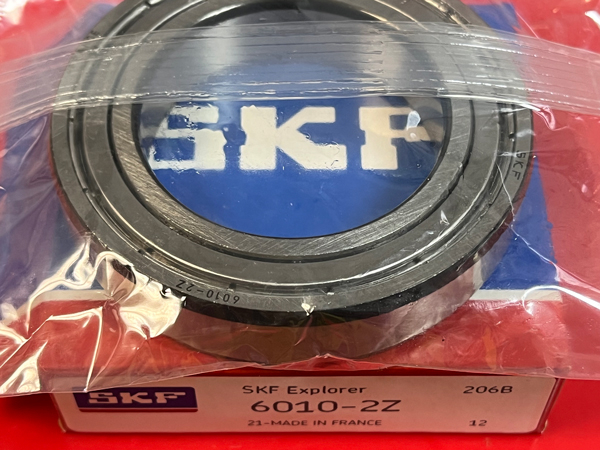 SKF
SKF
6010-2Z
SKF
SKF Explorer
206B
6010-2Z
21-MADE IN FRANCE
12